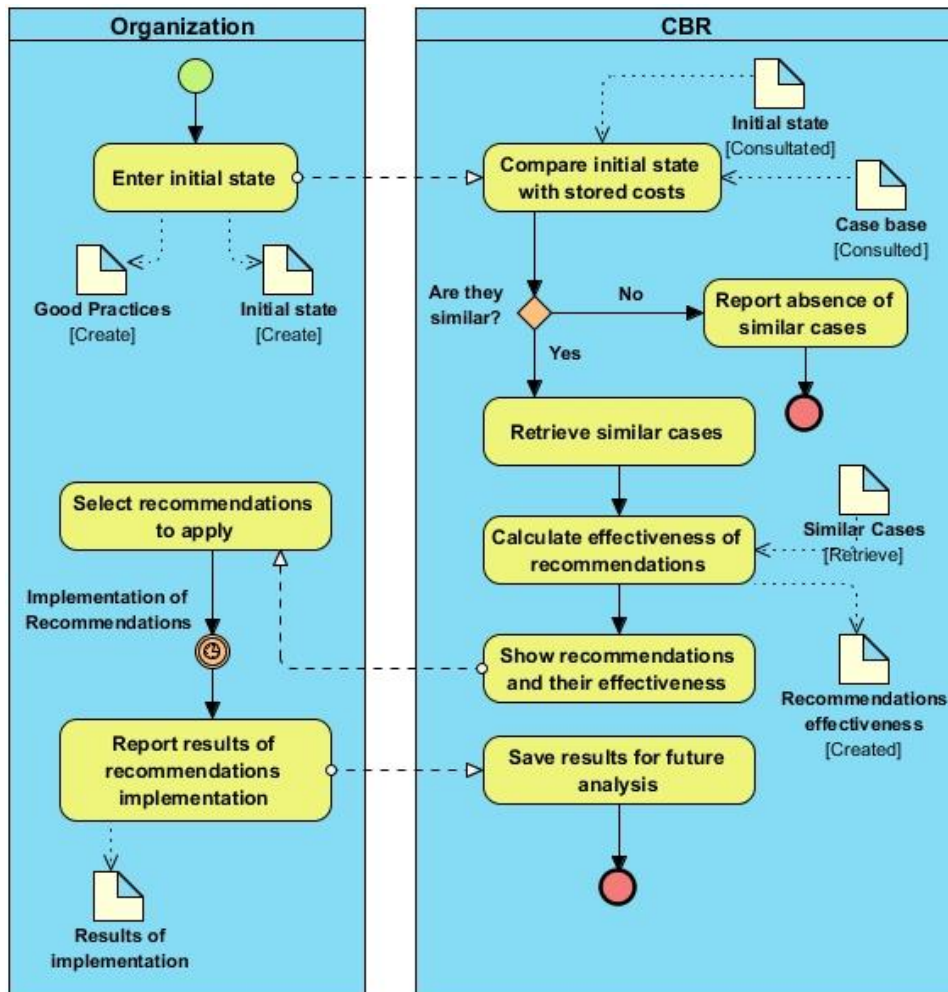 Organization
Enter initial state
Good Practices
[Create]
Initial state
[Create]
Select recommendations
to apply
Implementation of
Recommendations
Report results of
recommendations
implementation
Results of
implementation
CBR
Initial state
[Consultated]
Compare initial state
with stored costs
Case base
[Consulted]
Are they
similar?
No
Yes
Report absence of
similar cases
Retrieve similar cases
Similar Cases
[Retrieve]
Calculate effectiveness of
recommendations
Show recommendations
and their effectiveness
Recommendations
effectiveness
[Created]
Save results for future
analysis